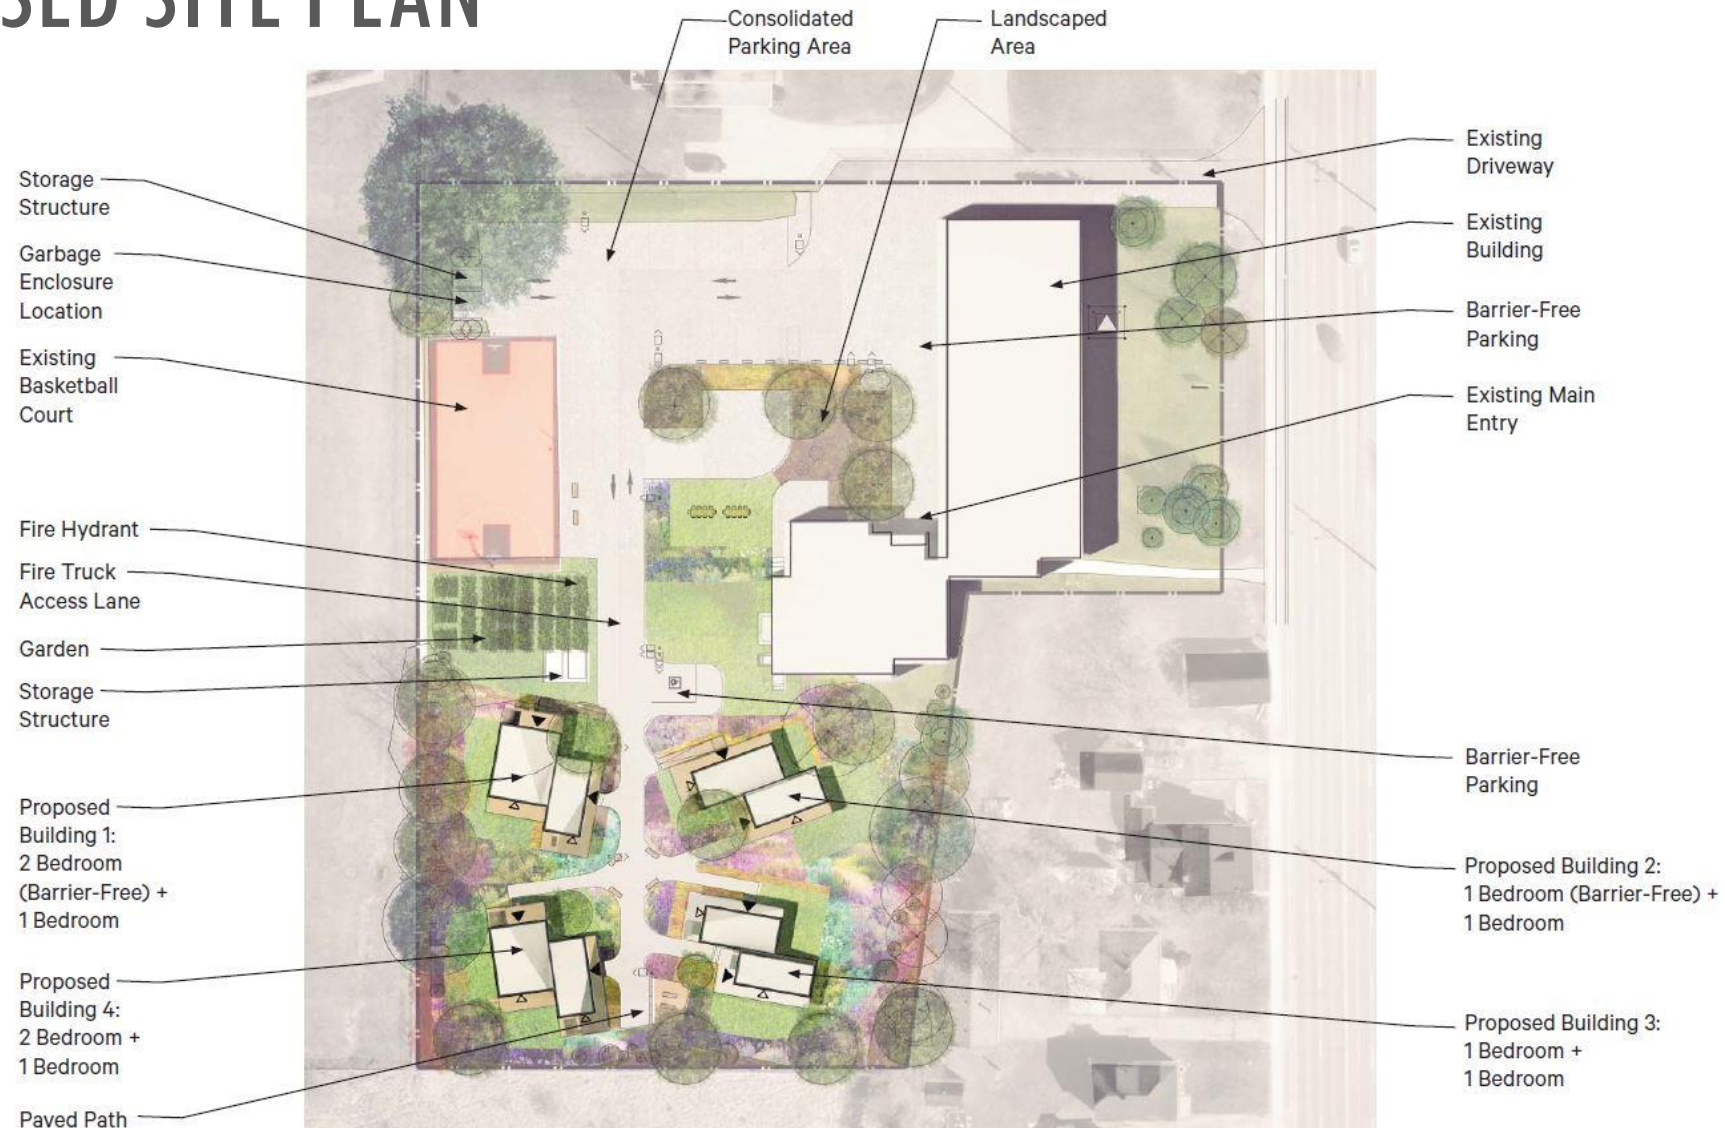 SED SITE PLAN
Consolidated
Parking Area
Landscaped
Area
Storage
Structure
Garbage
Enclosure
Location
Existing
Basketball
Court
Fire Hydrant
Fire Truck
Access Lane
Garden
Storage
Structure
Proposed
Building 1:
2 Bedroom
(Barrier-Free) +
1 Bedroom
Proposed
Building 4:
2 Bedroom +
1 Bedroom
Paved Path
Existing
Driveway
Existing
Building
Barrier-Free
Parking
Existing Main
Entry
Barrier-Free
Parking
Proposed Building 2:
1 Bedroom (Barrier-Free) +
1 Bedroom
Proposed Building 3:
1 Bedroom +
1 Bedroom